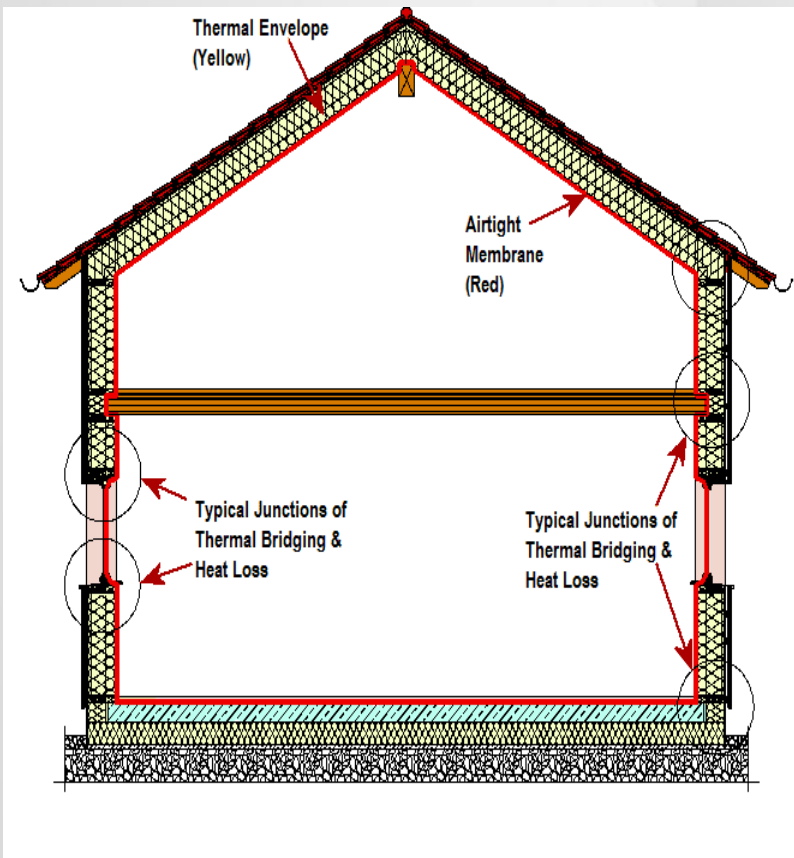 Thermal Envelope
(Yellow)
Airtight
Membrane
(Red)
Typical Junctions of
Thermal Bridging &
Heat Loss
Typical Junctions of
Thermal Bridging &
Heat Loss